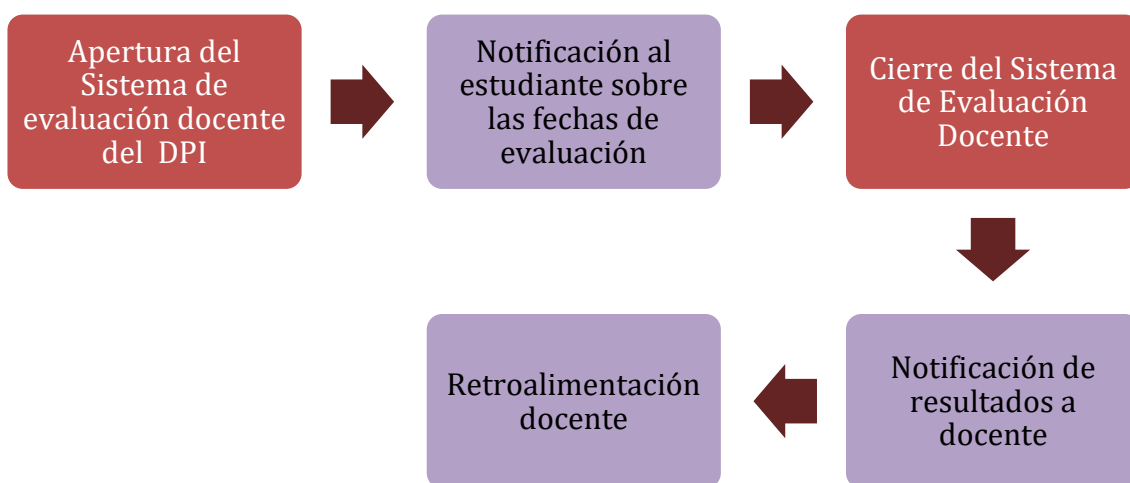 Apertura del
Sistema de
evaluación docente
del DPI
Notificación al
estudiante sobre
las fechas de
evaluación
Cierre del Sistema
de Evaluación
Docente
Notificación de
resultados a
docente
Retroalimentación
docente